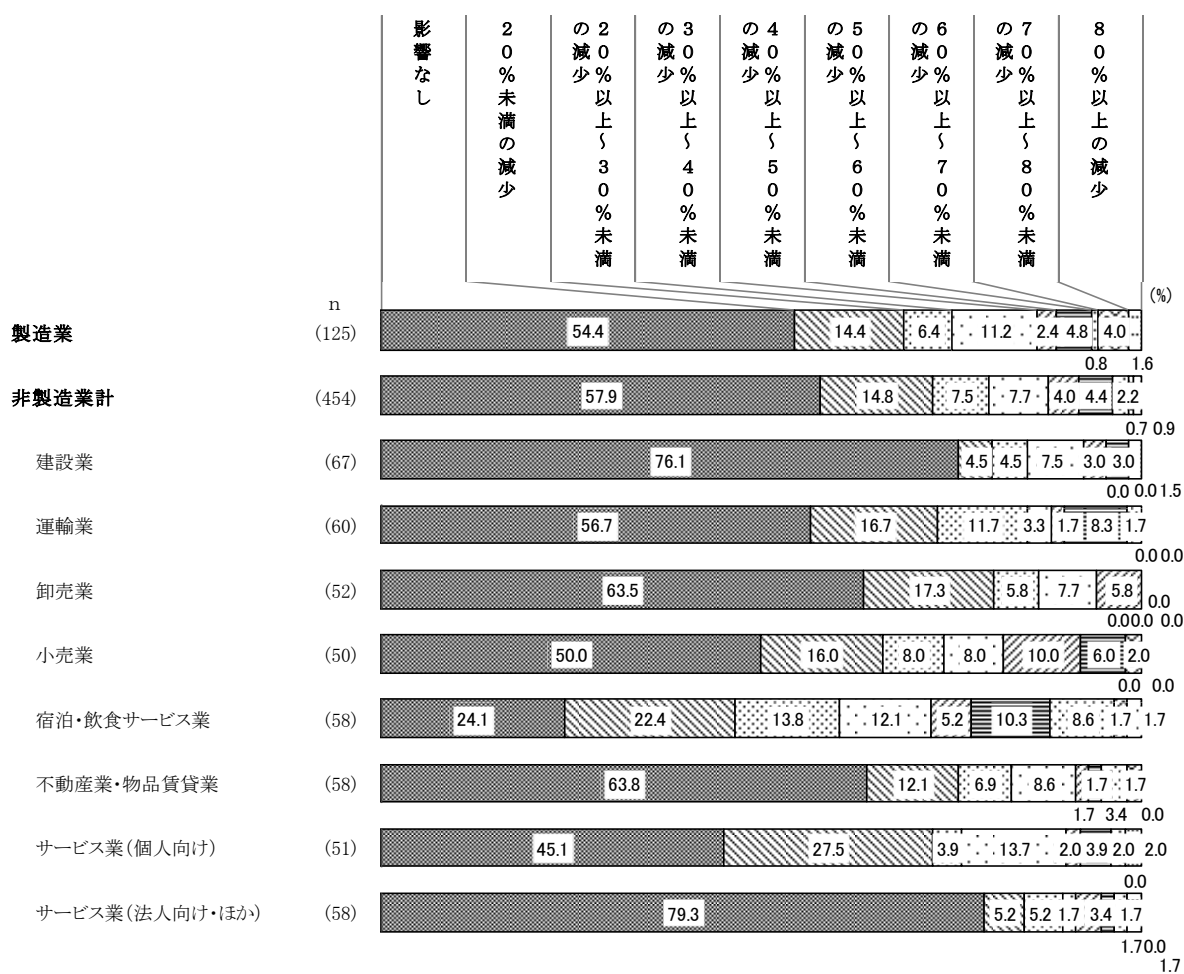 影響なし
20%未満の減少
20%以上~30%未満
の減少
30%以上~40%未満
の減少
40%以上~50%未満
の減少
50%以上~60%未満
の減少
60%以上~70%未満
の減少
70%以上~80%未満
の減少
80%以上の減少
n
(%)
製造業 (125) 54.4 14.4 6.4 11.2 2.4 4.8 4.0
0.8 1.6
非製造業計 (454) 57.9 14.8 7.5 7.7 4.0 4.4 2.2
0.7 0.9
建設業 (67) 76.1 4.5 4.5 7.5 3.0 3.0
0.0 0.0 1.5
運輸業 (60) 56.7 16.7 11.7 3.3 1.7 8.3 1.7
0.0 0.0
卸売業 (52) 63.5 17.3 5.8 7.7 5.8
0.0
0.0 0.0 0.0
小売業 (50) 50.0 16.0 8.0 8.0 10.0 6.0 2.0
0.0 0.0
宿泊・飲食サービス業 (58) 24.1 22.4 13.8 12.1 5.2 10.3 8.6 1.7 1.7
不動産業・物品賃貸業 (58) 63.8 12.1 6.9 8.6 1.7 1.7
1.7 3.4 0.0
サービス業(個人向け) (51) 45.1 27.5 3.9 13.7 2.0 3.9 2.0 2.0
0.0
サービス業(法人向け・ほか) (58) 79.3 5.2 5.2 1.7 3.4 1.7
1.7 0.0
1.7